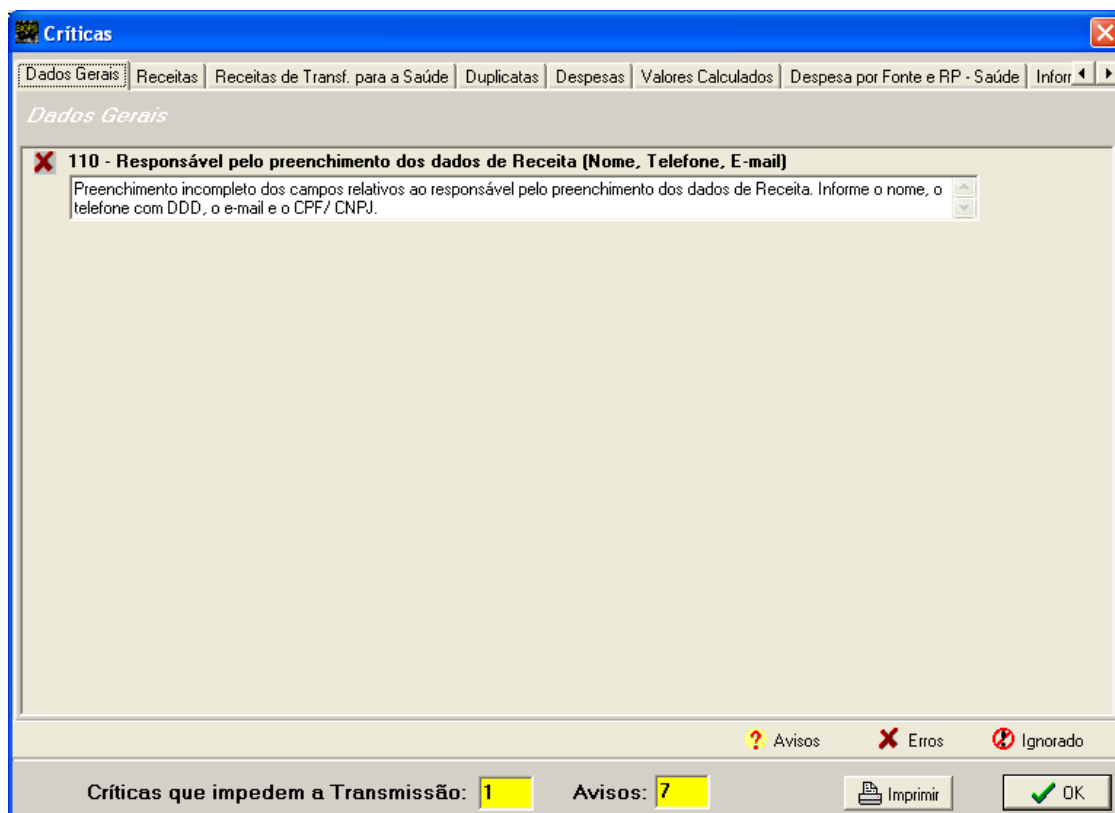 Críticas
Dados Gerais Receitas Receitas de Transf. para a Saúde Duplicatas Despesas Valores Calculados Despesa por Fonte e RP - Saúde Inforr
Dados Gerais
110 - Responsável pelo preenchimento dos dados de Receita (Nome, Telefone, E-mail)
Preenchimento incompleto dos campos relativos ao responsável pelo preenchimento dos dados de Receita. Informe o nome, o
telefone com DDD, o e-mail e o CPF/ CNPJ.
Avisos Erros Ignorado
Críticas que impedem a Transmissão: 1 Avisos: 7 Imprimir OK